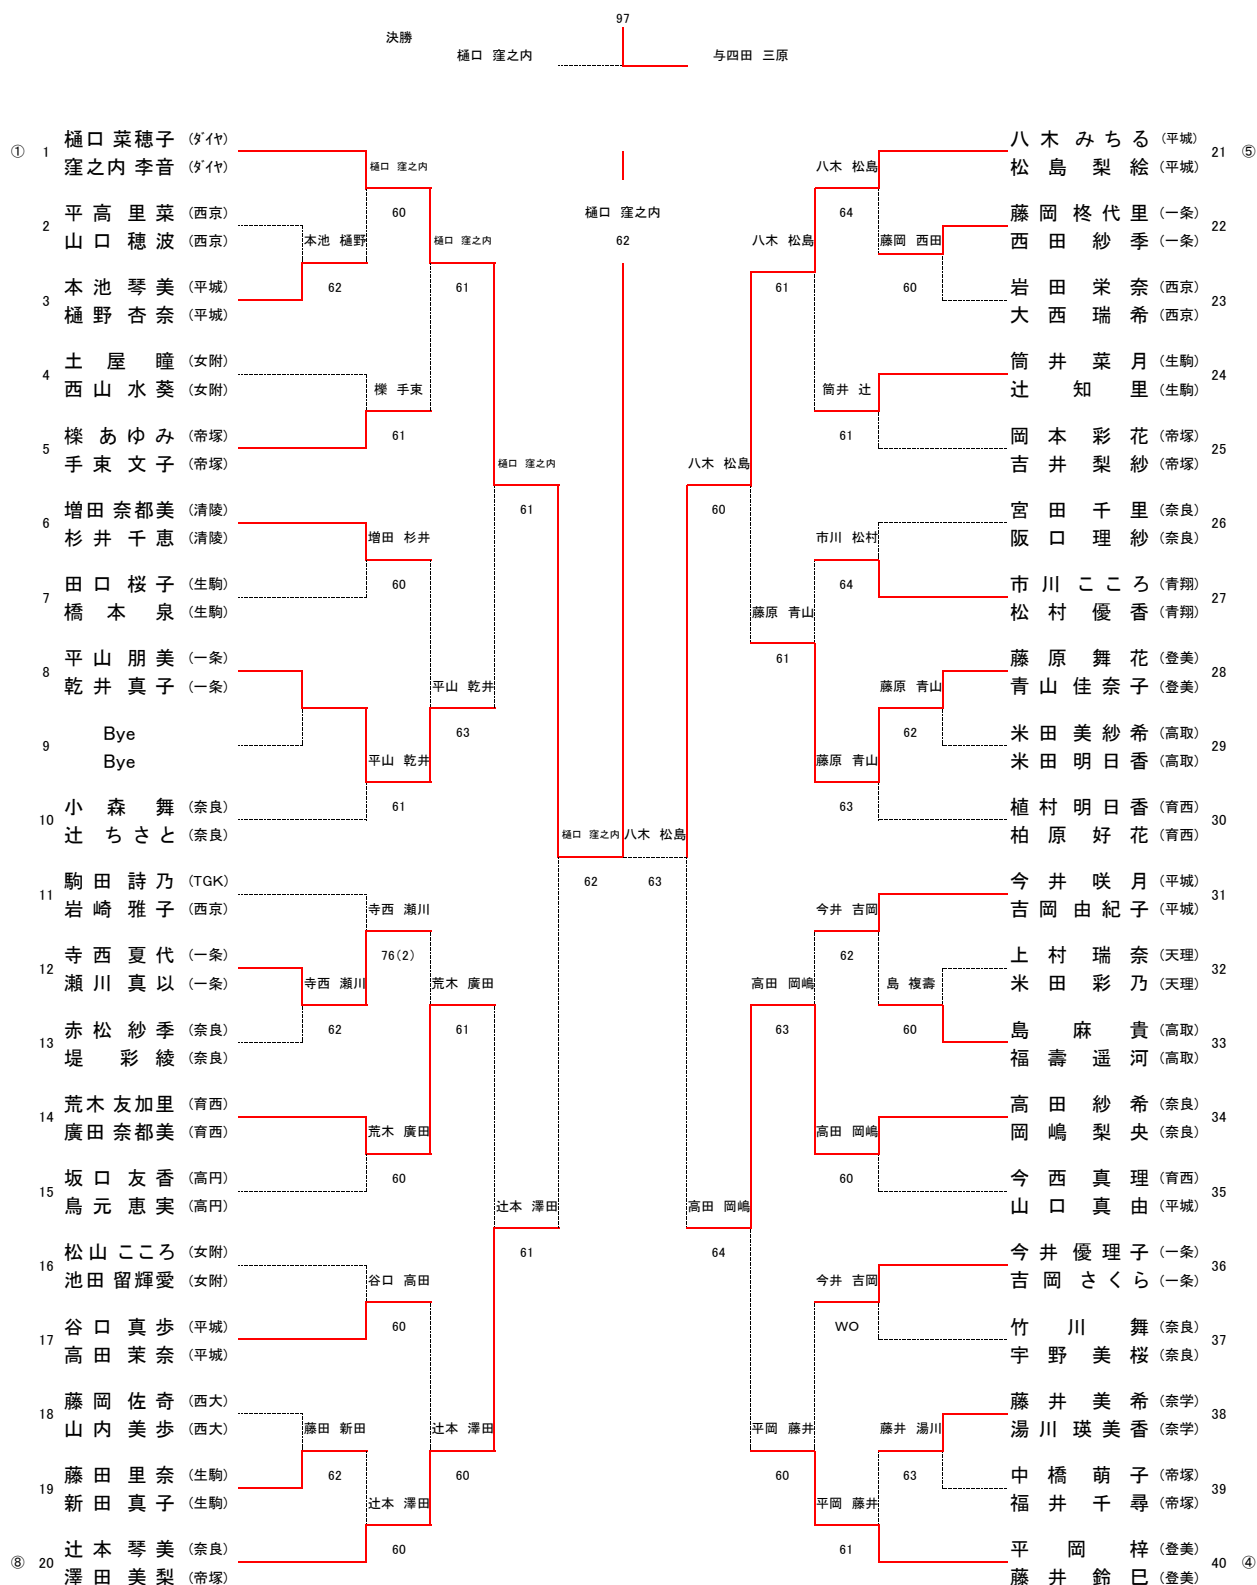 97
決勝
樋口 窪之内
与四田 三原
① 1 樋口 菜穂子 (ダイヤ)
窪之内 李音 (ダイヤ)
2 平高里菜 (西京)
山口穂波 (西京)
3 本池琴美 (平城)
樋野杏奈 (平城)
4 土屋瞳 (女附)
西山水葵 (女附)
5 檪あゆみ (帝塚)
手束文子 (帝塚)
6 増田奈都美 (清陵)
杉井千恵 (清陵)
7 田口桜子 (生駒)
橋本泉 (生駒)
8 平山朋美 (一条)
乾井真子 (一条)
9 Bye
Bye
10 小森舞 (奈良)
辻ちさと (奈良)
11 駒田詩乃 (TGK)
岩崎雅子 (西京)
12 寺西夏代 (一条)
瀬川真以 (一条)
13 赤松紗季 (奈良)
堤彩綾 (奈良)
14 荒木友加里 (育西)
廣田奈都美 (育西)
15 坂口友香 (高円)
鳥元恵実 (高円)
16 松山こころ (女附)
池田留輝愛 (女附)
17 谷口真歩 (平城)
高田茉奈 (平城)
18 藤岡佐奇 (西大)
山内美歩 (西大)
19 藤田里奈 (生駒)
新田真子 (生駒)
⑧ 20 辻本琴美 (奈良)
澤田美梨 (帝塚)
樋口 窪之内
60
本池 樋野
62
樋口 窪之内
61
檪 手束
61
樋口 窪之内
61
増田 杉井
60
平山 乾井
63
平山 乾井
61
樋口 窪之内
62
寺西 瀬川
76(2)
寺西 瀬川
62
荒木 廣田
61
荒木 廣田
60
辻本 澤田
61
谷口 高田
60
藤田 新田
62
辻本 澤田
60
辻本 澤田
60
樋口 窪之内
62
八木 松島
64
八木 松島
61
藤岡 西田
60
筒井 辻
61
八木 松島
60
市川 松村
64
藤原 青山
61
藤原 青山
62
藤原 青山
63
八木 松島
63
今井 吉岡
62
高田 岡嶋
63
島 複壽
60
高田 岡嶋
60
高田 岡嶋
64
今井 吉岡
WO
平岡 藤井
60
藤井 湯川
63
平岡 藤井
61
八木みちる (平城) 21 ⑤
松島梨絵 (平城)
藤岡柊代里 (一条) 22
西田紗季 (一条)
岩田栄奈 (西京) 23
大西瑞希 (西京)
筒井菜月 (生駒) 24
辻知里 (生駒)
岡本彩花 (帝塚) 25
吉井梨紗 (帝塚)
宮田千里 (奈良) 26
阪口理紗 (奈良)
市川こころ (青翔) 27
松村優香 (青翔)
藤原舞花 (登美) 28
青山佳奈子 (登美)
米田美紗希 (高取) 29
米田明日香 (高取)
植村明日香 (育西) 30
柏原好花 (育西)
今井咲月 (平城) 31
吉岡由紀子 (平城)
上村瑞奈 (天理) 32
米田彩乃 (天理)
島麻貴 (高取) 33
福壽遥河 (高取)
高田紗希 (奈良) 34
岡嶋梨央 (奈良)
今西真理 (育西) 35
山口真由 (平城)
今井優理子 (一条) 36
吉岡さくら (一条)
竹川舞 (奈良) 37
宇野美桜 (奈良)
藤井美希 (奈学) 38
湯川瑛美香 (奈学)
中橋萌子 (帝塚) 39
福井千尋 (帝塚)
平岡梓 (登美) 40 ④
藤井鈴巳 (登美)